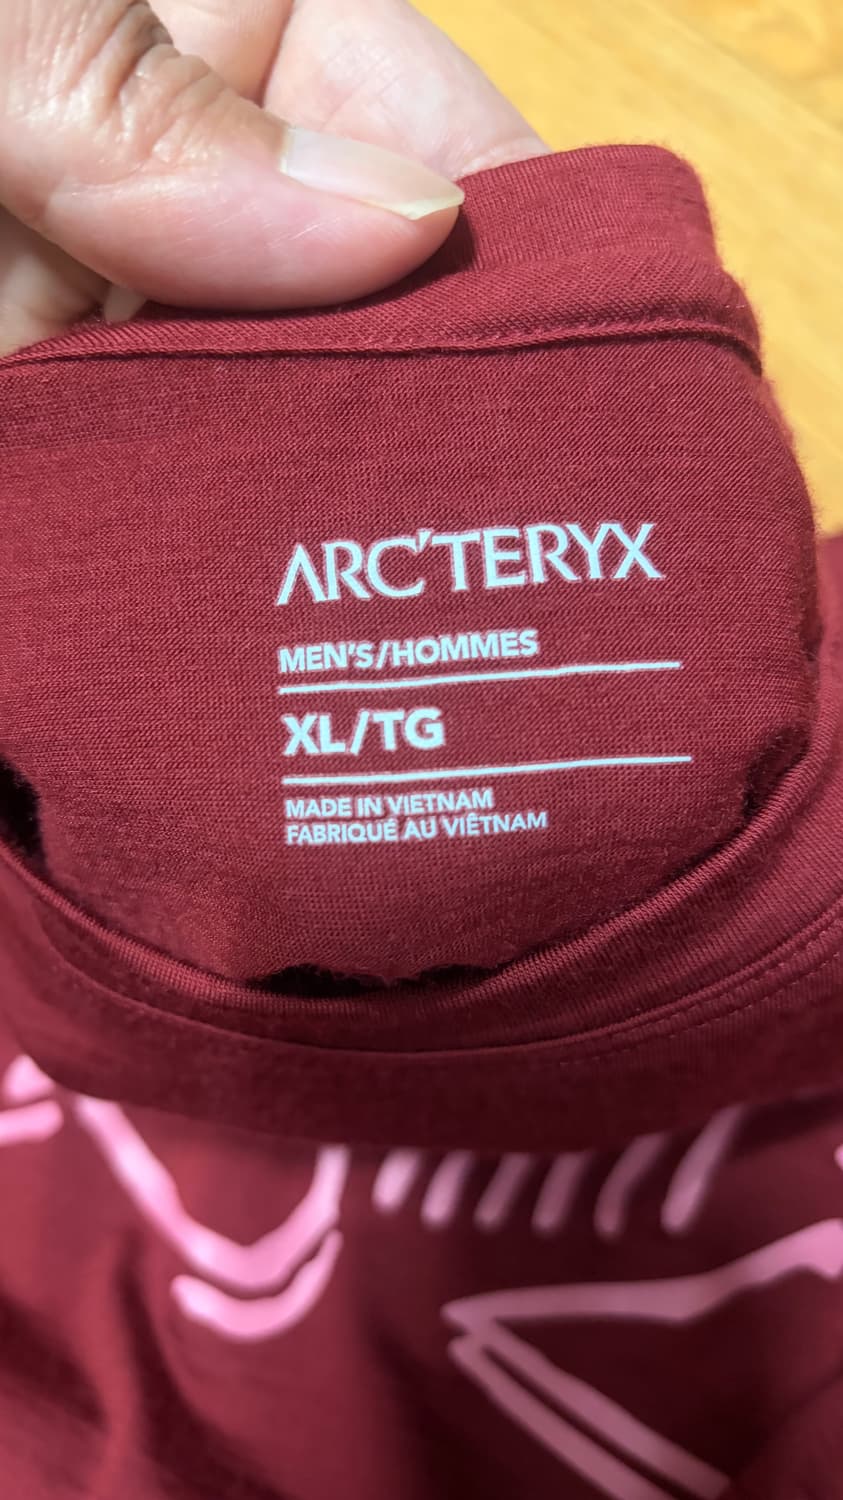 ARC'TERYX
MEN'S/HOMMES
XL/TG
MADE IN VIETNAM
FABRIQUÉ AU VIÊTNAM